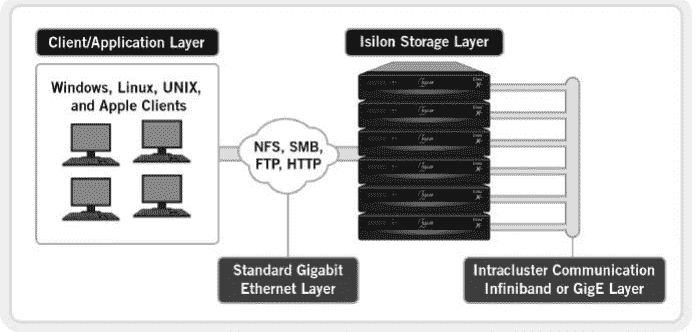 Client/Application Layer
Isilon Storage Layer
Windows, Linux, UNIX,
and Apple Clients
NFS, SMB,
FTP, HTTP
Standard Gigabit
Ethernet Layer
Intracluster Communication
Infiniband or GigE Layer